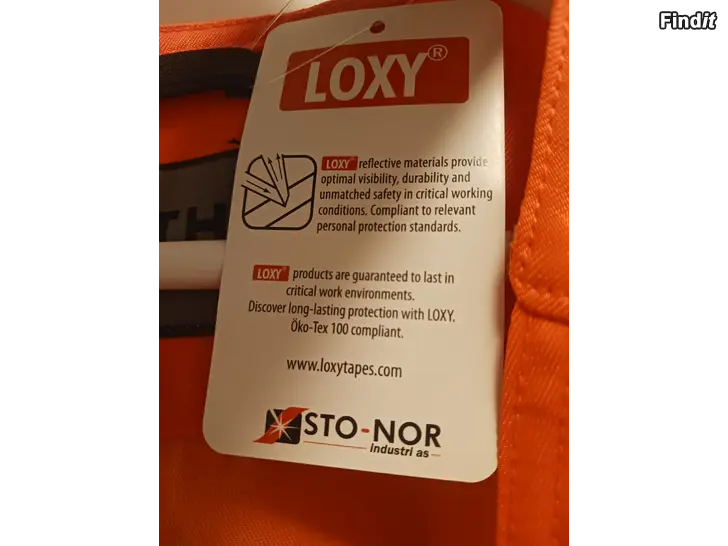 Findit
LOXY®
LOXY® reflective materials provide
optimal visibility, durability and
unmatched safety in critical working
conditions. Compliant to relevant
personal protection standards.
LOXY® products are guaranteed to last in
critical work environments.
Discover long-lasting protection with LOXY.
Öko-Tex 100 compliant.
www.loxytapes.com
STO-NOR
industri as
TH